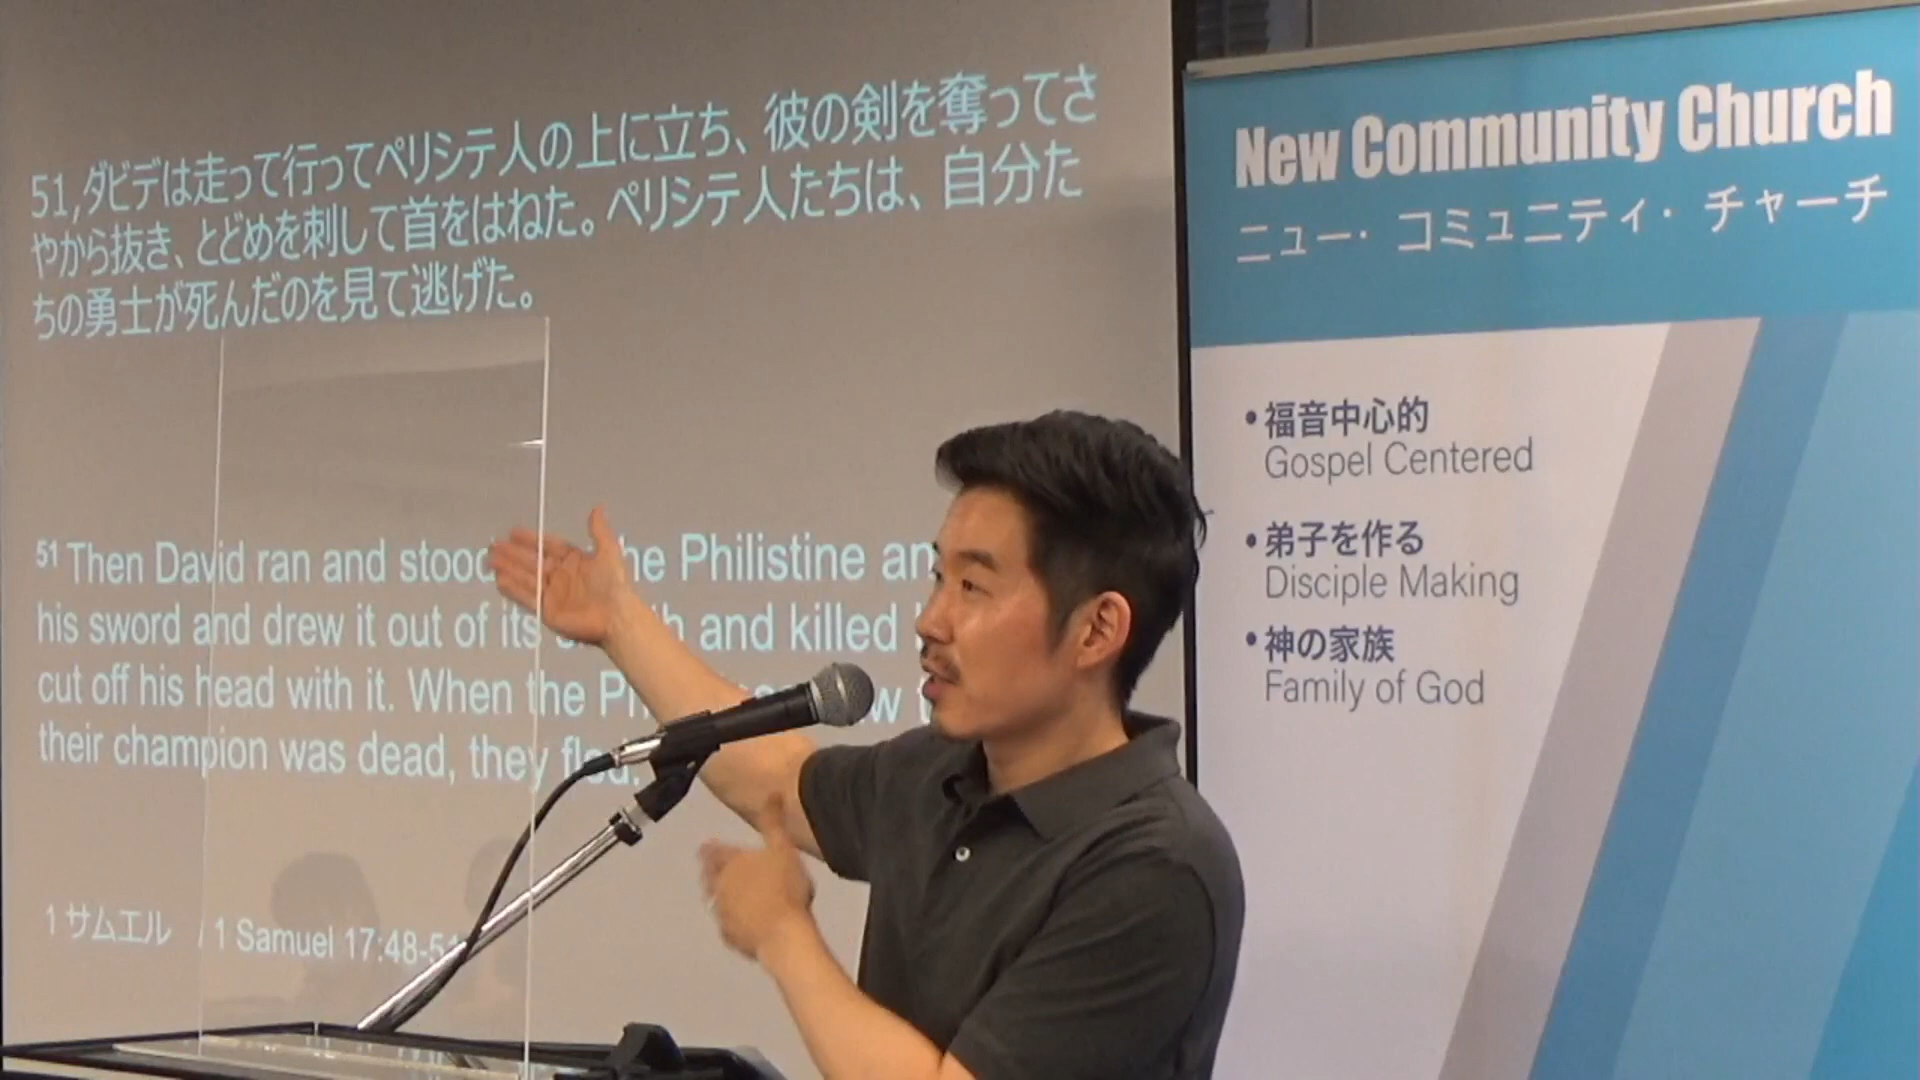 51,ダビデは走って行ってペリシテ人の上に立ち、彼の剣を奪ってさ
やから抜き、とどめを刺して首をはねた。ペリシテ人たちは、自分た
ちの勇士が死んだのを見て逃げた。
51 Then David ran and stood he Philistine
his sword and drew it out of its and killed
cut off his head with it. When the
their champion was dead, they fled.
1 サムエル / 1 Samuel 17:48-51
New Community Church
ニュー・コミュニティ・チャーチ
•福音中心的
Gospel Centered
•弟子を作る
Disciple Making
•神の家族
Family of God